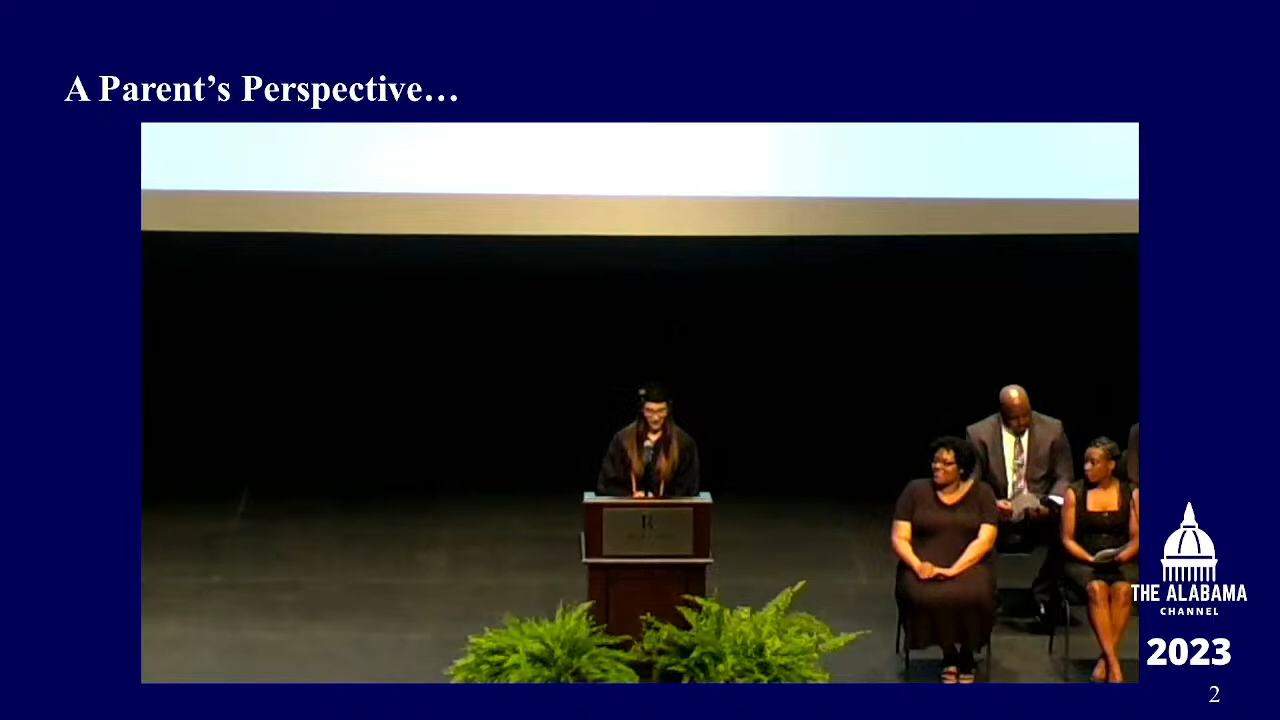 A Parent's Perspective…
R
THE ALABAMA
CHANNEL
2023
2